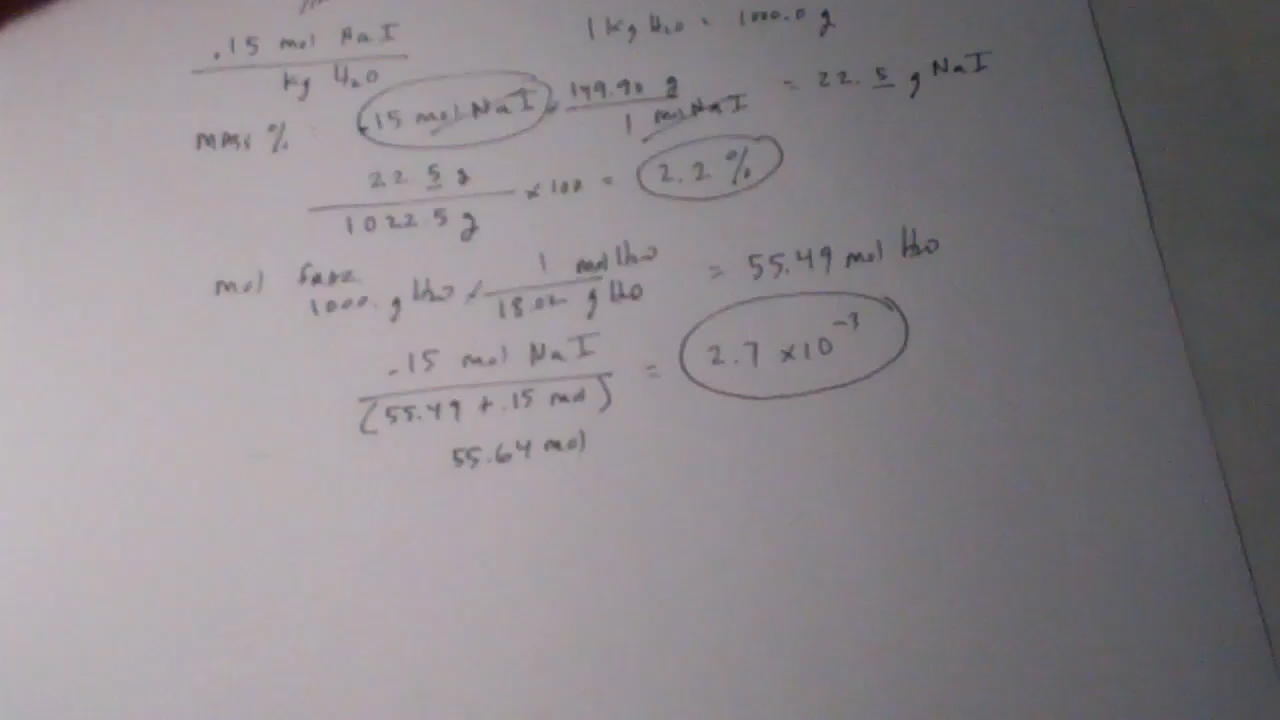 .15 mol NaI / kg H2O
1 kg H2O = 1000.0 g
mass % : .15 mol NaI × 149.90 g / 1 mol NaI = 22.5 g NaI
22.5 g / 1022.5 g × 100 = 2.2 %
mol
1000. g H2O × 1 mol H2O / 18.02 g H2O = 55.49 mol H2O
.15 mol NaI / (55.49 + .15 mol) = 2.7 × 10^-3
55.64 mol